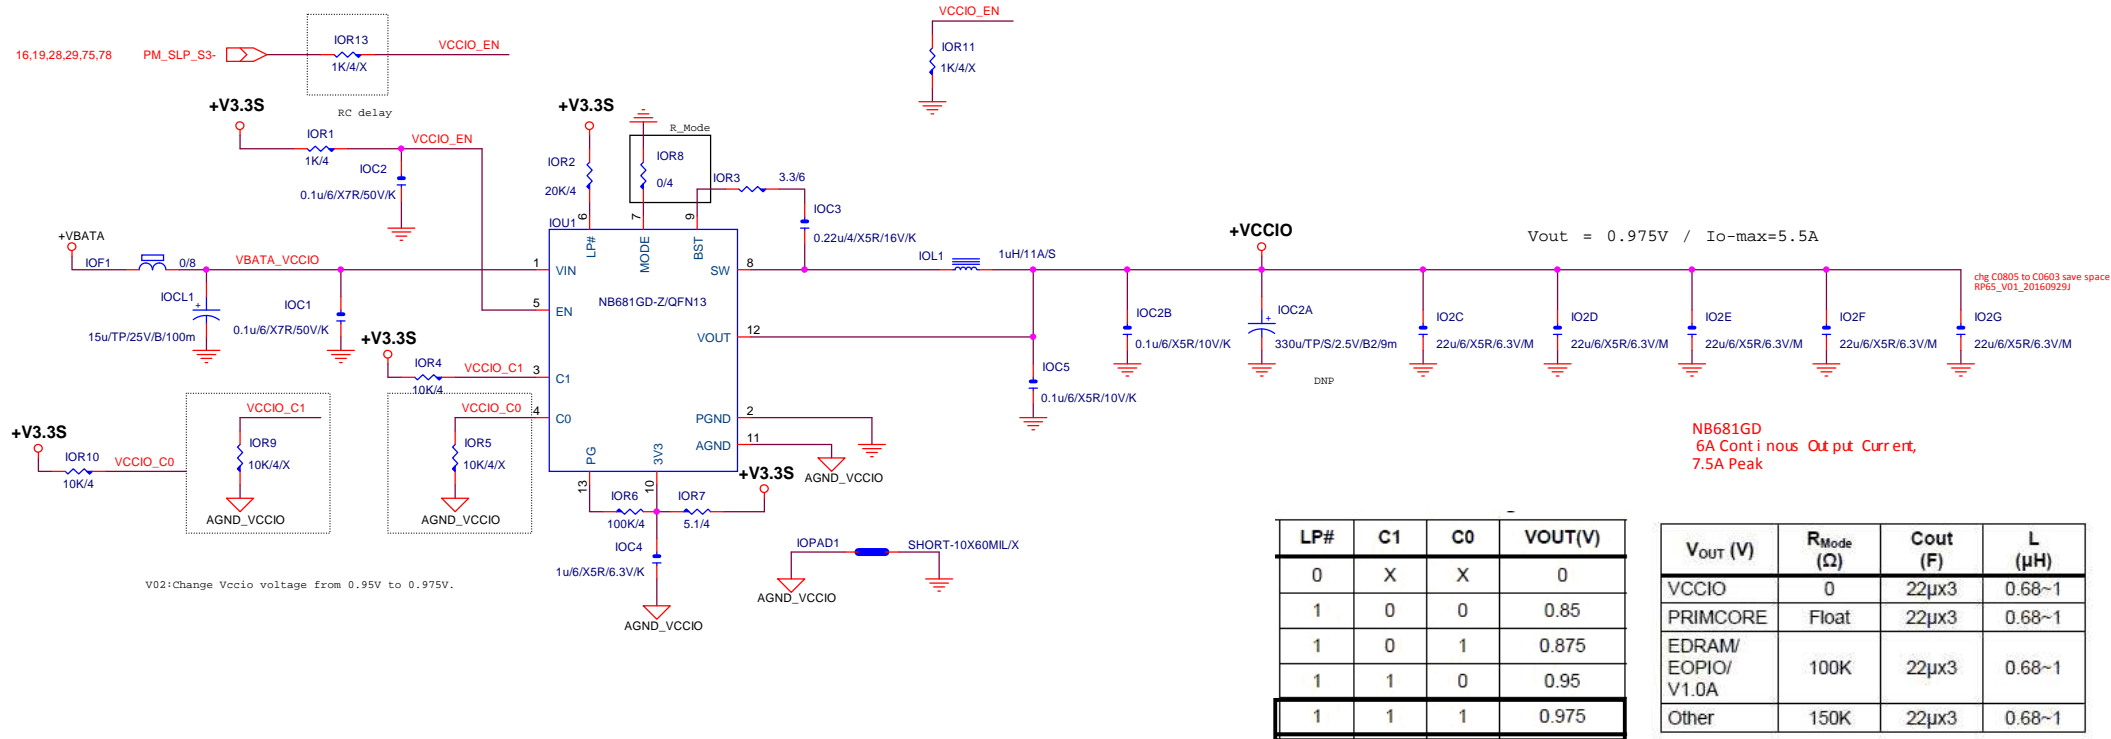 VCCIO_EN
16,19,28,29,75,78 PM_SLP_S3- IOR13 VCCIO_EN
1K/4/X
IOR11
1K/4/X
RC delay
+V3.3S
+V3.3S
R_Mode
IOR1 VCCIO_EN
1K/4
IOC2
0.1u/6/X7R/50V/K
IOR2
20K/4
IOR8
0/4
IOR3 3.3/6
IOC3
0.22u/4/X5R/16V/K
IOU1
6
7
9
LP#
MODE
BST
+VBATA
IOF1 0/8
VBATA_VCCIO
1 VIN
SW 8
IOL1 1uH/11A/S
+VCCIO
Vout = 0.975V / Io-max=5.5A
IOCL1
15u/TP/25V/B/100m
+
IOC1
0.1u/6/X7R/50V/K
NB681GD-Z/QFN13
5 EN
VOUT 12
chg C0805 to C0603 save space
RP65_V01_20160929J
IOC2B
0.1u/6/X5R/10V/K
IOC2A
+
330u/TP/S/2.5V/B2/9m
DNP
IO2C
22u/6/X5R/6.3V/M
IO2D
22u/6/X5R/6.3V/M
IO2E
22u/6/X5R/6.3V/M
IO2F
22u/6/X5R/6.3V/M
IO2G
22u/6/X5R/6.3V/M
IOC5
0.1u/6/X5R/10V/K
+V3.3S
IOR4 VCCIO_C1
10K/4
3 C1
VCCIO_C0
4 C0
PGND 2
AGND 11
AGND_VCCIO
VCCIO_C1
IOR9
10K/4/X
AGND_VCCIO
IOR5
10K/4/X
AGND_VCCIO
+V3.3S
IOR10 VCCIO_C0
10K/4
PG
3V3
13
10
+V3.3S
IOR6
100K/4
IOR7
5.1/4
IOC4
1u/6/X5R/6.3V/K
AGND_VCCIO
IOPAD1 SHORT-10X60MIL/X
AGND_VCCIO
V02:Change Vccio voltage from 0.95V to 0.975V.
NB681GD
6A Continous Output Current,
7.5A Peak
LP# C1 C0 VOUT(V)
0 X X 0
1 0 0 0.85
1 0 1 0.875
1 1 0 0.95
1 1 1 0.975
VOUT (V) RMode (Ω) Cout (F) L (µH)
VCCIO 0 22µx3 0.68~1
PRIMCORE Float 22µx3 0.68~1
EDRAM/ EOPIO/ V1.0A 100K 22µx3 0.68~1
Other 150K 22µx3 0.68~1